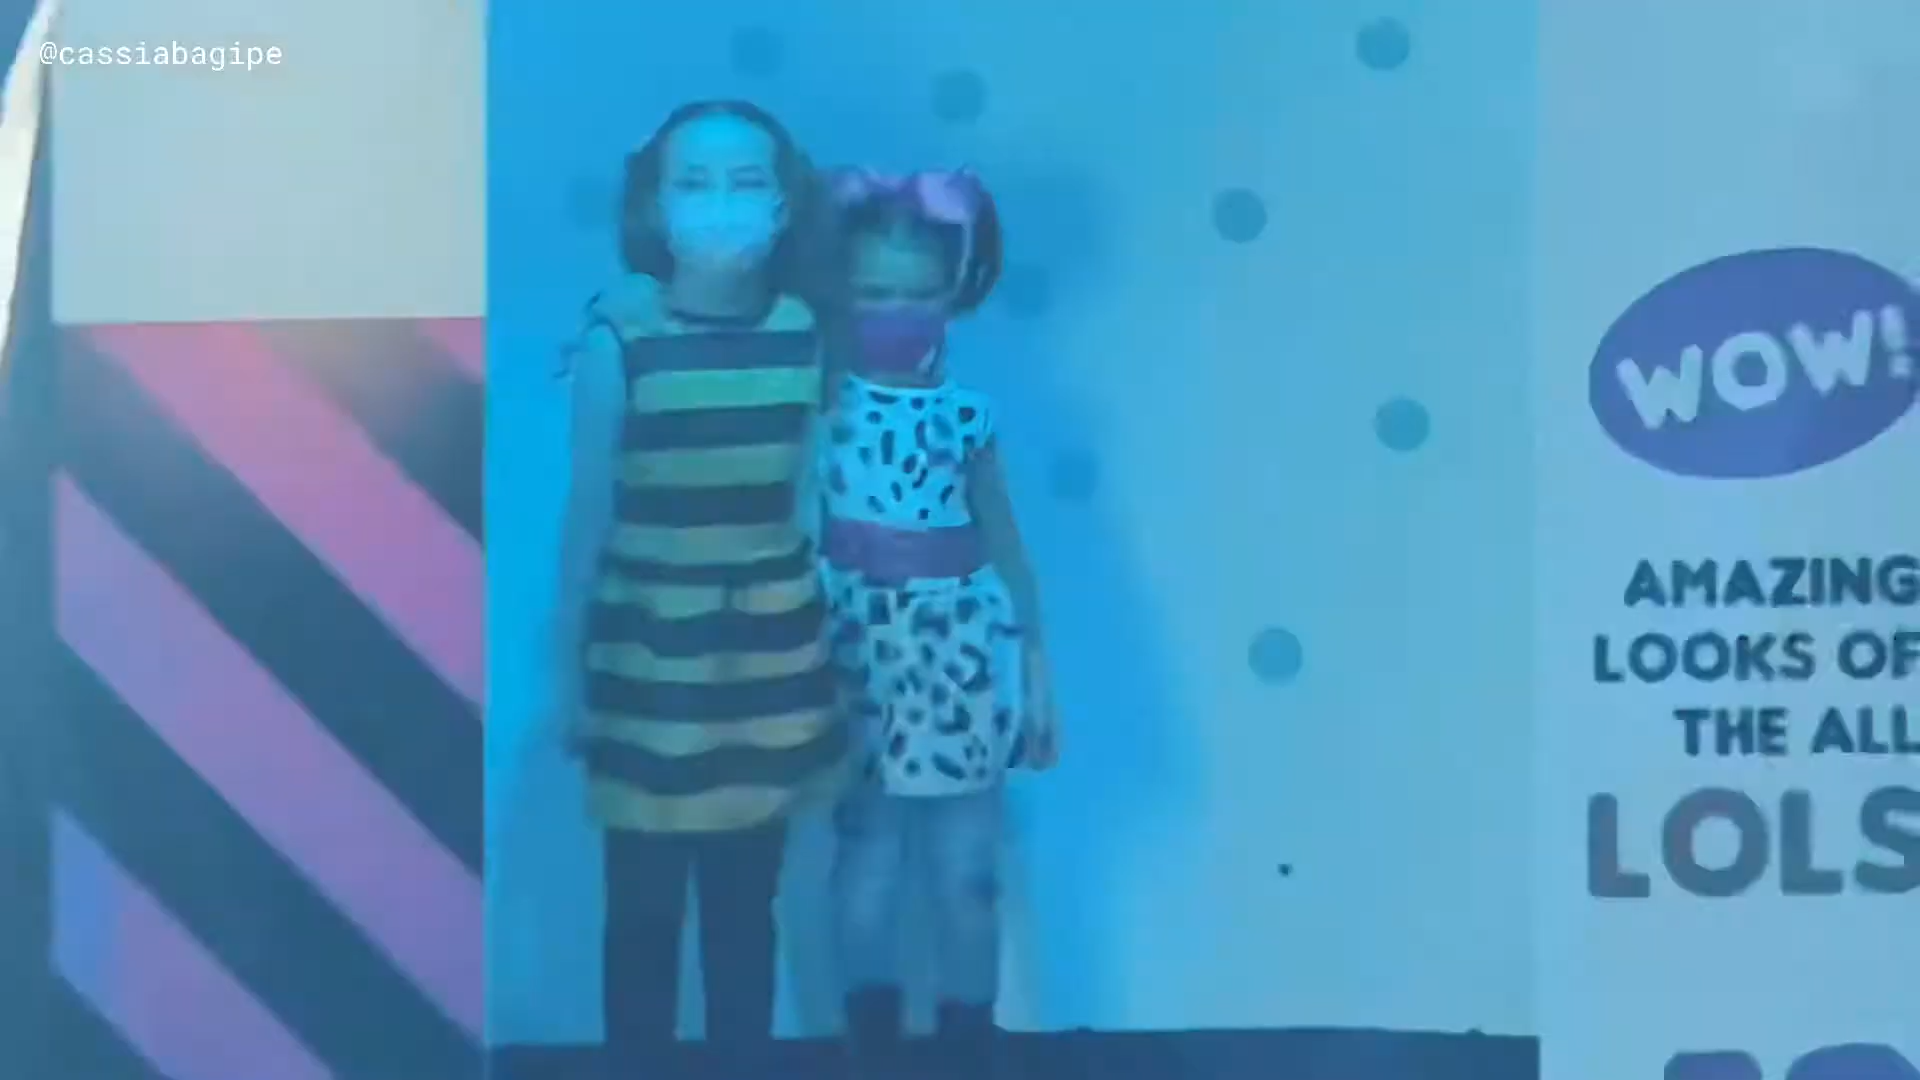 @cassiabagipe
WOW!
AMAZING
LOOKS OF
THE ALL
LOLS